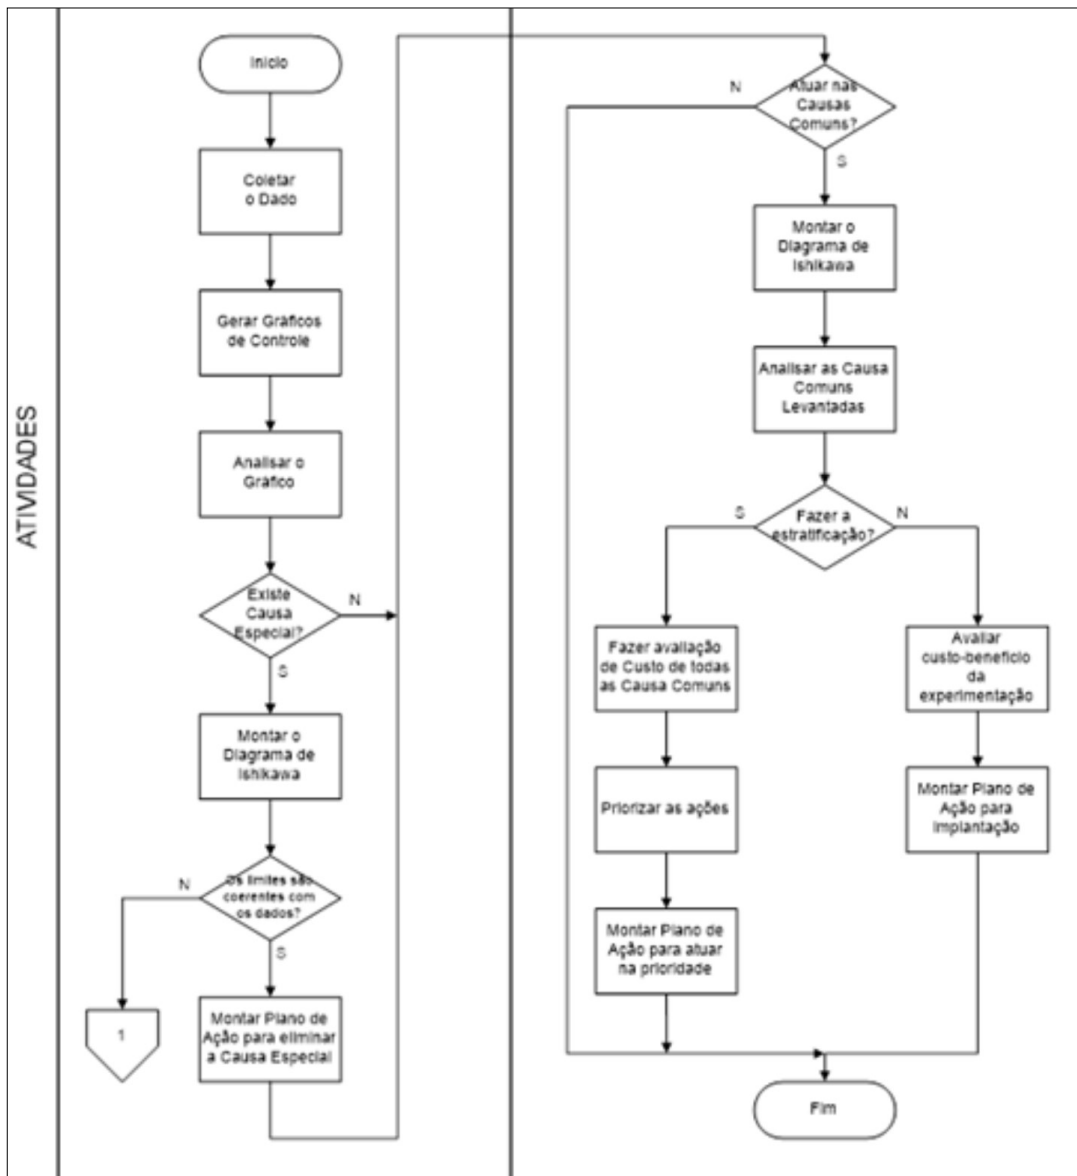 ATIVIDADES
Início
Coletar
o Dado
Gerar Gráficos
de Controle
Analisar o
Gráfico
Existe
Causa
Especial?
N
S
Montar o
Diagrama de
Ishikawa
Os limites são
coerentes com
os dados?
N
S
1
Montar Plano de
Ação para eliminar
a Causa Especial
Atuar nas
Causas
Comuns?
N
S
Montar o
Diagrama de
Ishikawa
Analisar as Causa
Comuns
Levantadas
Fazer a
estratificação?
S
N
Fazer avaliação
de Custo de todas
as Causa Comuns
Priorizar as ações
Montar Plano de
Ação para atuar
na prioridade
Avaliar
custo-benefício
da
experimentação
Montar Plano de
Ação para
Implantação
Fim